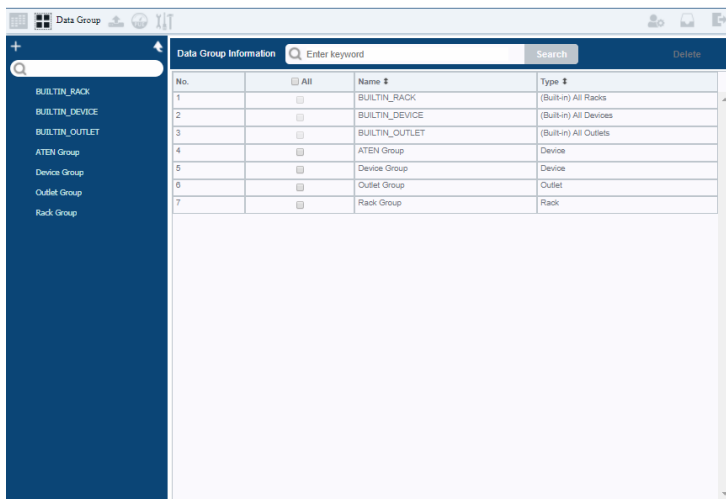 Data Group
Data Group Information Enter keyword Search Delete
BUILTIN_RACK
BUILTIN_DEVICE
BUILTIN_OUTLET
ATEN Group
Device Group
Outlet Group
Rack Group
No. All Name Type
1 BUILTIN_RACK (Built-in) All Racks
2 BUILTIN_DEVICE (Built-in) All Devices
3 BUILTIN_OUTLET (Built-in) All Outlets
4 ATEN Group Device
5 Device Group Device
6 Outlet Group Outlet
7 Rack Group Rack